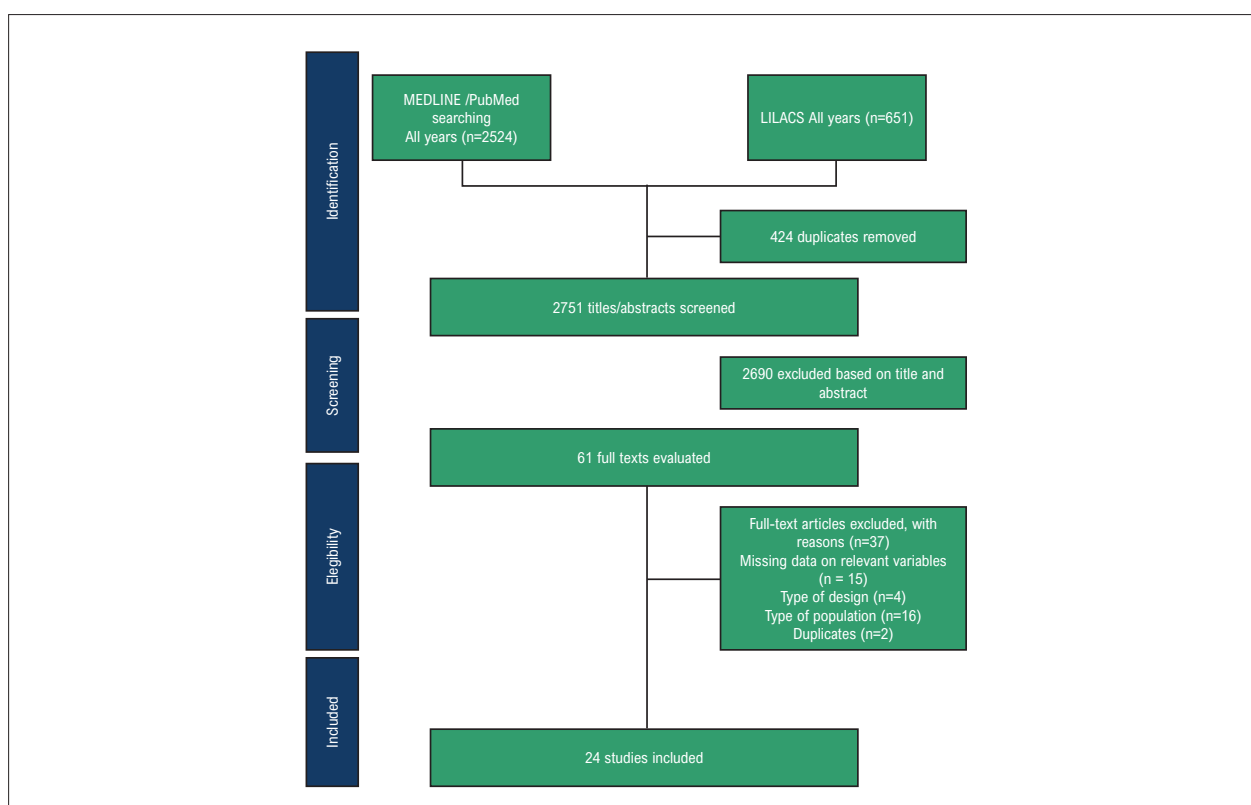 Identification
MEDLINE /PubMed
searching
All years (n=2524)
LILACS All years (n=651)
424 duplicates removed
2751 titles/abstracts screened
Screening
2690 excluded based on title and
abstract
61 full texts evaluated
Elegibility
Full-text articles excluded, with
reasons (n=37)
Missing data on relevant variables
(n = 15)
Type of design (n=4)
Type of population (n=16)
Duplicates (n=2)
Included
24 studies included